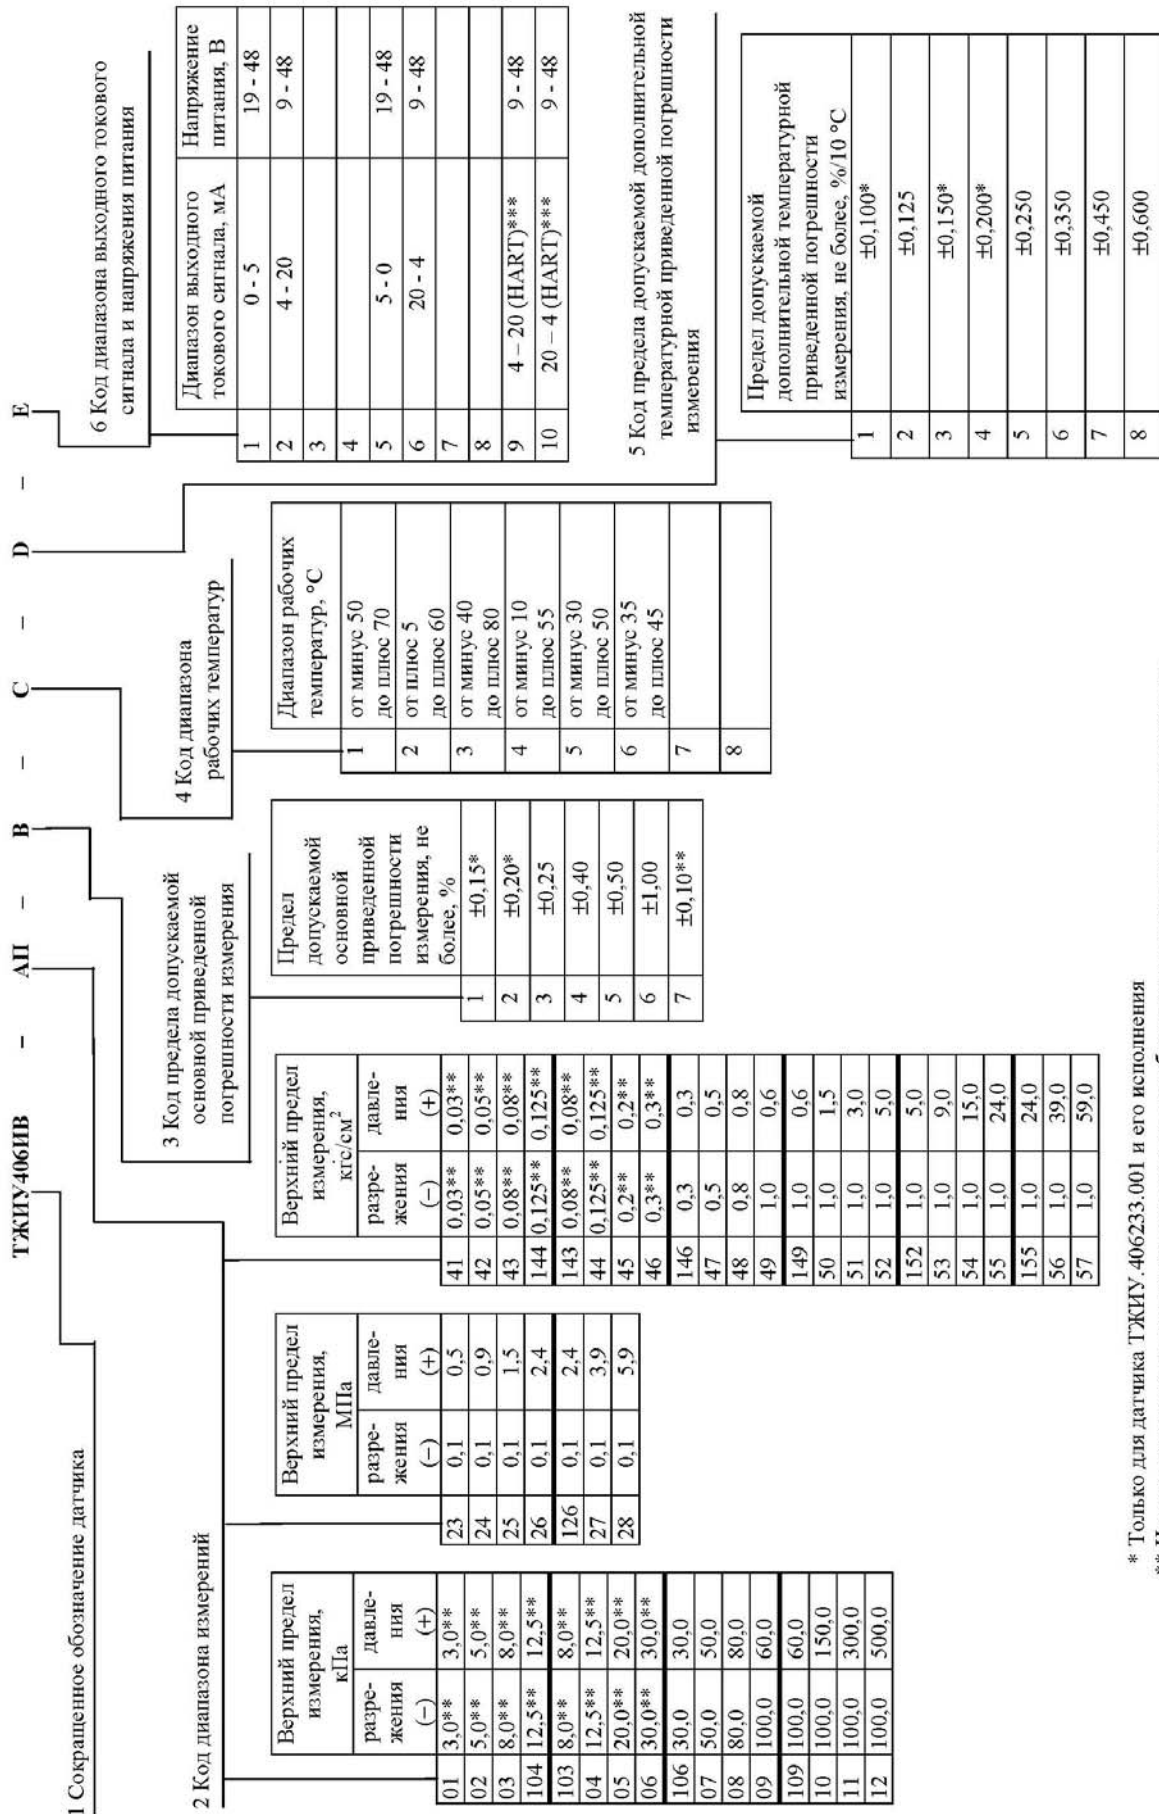 ТЖИУ406ИВ – АП – В – С – D – Е
1 Сокращенное обозначение датчика
2 Код диапазона измерений
Верхний предел измерения, кПа
разре-жения (–) давле-ния (+)
01 3,0** 3,0**
02 5,0** 5,0**
03 8,0** 8,0**
104 12,5** 12,5**
103 8,0** 8,0**
04 12,5** 12,5**
05 20,0** 20,0**
06 30,0** 30,0**
106 30,0 30,0
07 50,0 50,0
08 80,0 80,0
09 100,0 60,0
109 100,0 60,0
10 100,0 150,0
11 100,0 300,0
12 100,0 500,0
Верхний предел измерения, МПа
разре-жения (–) давле-ния (+)
23 0,1 0,5
24 0,1 0,9
25 0,1 1,5
26 0,1 2,4
126 0,1 2,4
27 0,1 3,9
28 0,1 5,9
Верхний предел измерения, кгс/см²
разре-жения (–) давле-ния (+)
41 0,03** 0,03**
42 0,05** 0,05**
43 0,08** 0,08**
144 0,125** 0,125**
143 0,08** 0,08**
44 0,125** 0,125**
45 0,2** 0,2**
46 0,3** 0,3**
146 0,3 0,3
47 0,5 0,5
48 0,8 0,8
49 1,0 0,6
149 1,0 0,6
50 1,0 1,5
51 1,0 3,0
52 1,0 5,0
152 1,0 5,0
53 1,0 9,0
54 1,0 15,0
55 1,0 24,0
155 1,0 24,0
56 1,0 39,0
57 1,0 59,0
3 Код предела допускаемой
основной приведенной
погрешности измерения
Предел
допускаемой
основной
приведенной
погрешности
измерения, не
более, %
1 ±0,15*
2 ±0,20*
3 ±0,25
4 ±0,40
5 ±0,50
6 ±1,00
7 ±0,10**
4 Код диапазона
рабочих температур
Диапазон рабочих
температур, °С
1 от минус 50
до плюс 70
2 от плюс 5
до плюс 60
3 от минус 40
до плюс 80
4 от минус 10
до плюс 55
5 от минус 30
до плюс 50
6 от минус 35
до плюс 45
7
8
6 Код диапазона выходного токового
сигнала и напряжения питания
Диапазон выходного токового сигнала, мА
Напряжение питания, В
1 0 - 5 19 - 48
2 4 - 20 9 - 48
3
4
5 5 - 0 19 - 48
6 20 - 4 9 - 48
7
8
9 4 – 20 (HART)*** 9 - 48
10 20 – 4 (HART)*** 9 - 48
5 Код предела допускаемой дополнительной
температурной приведенной погрешности
измерения
Предел допускаемой
дополнительной температурной
приведенной погрешности
измерения, не более, %/10 °С
1 ±0,100*
2 ±0,125
3 ±0,150*
4 ±0,200*
5 ±0,250
6 ±0,350
7 ±0,450
8 ±0,600
* Только для датчика ТЖИУ.406233.001 и его исполнения